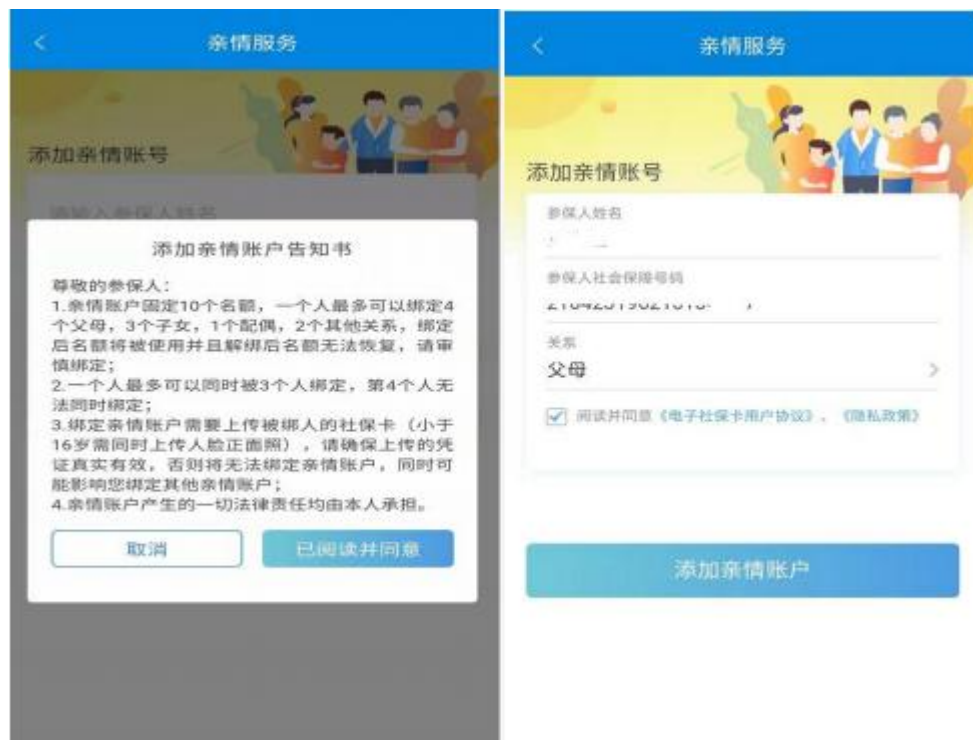 亲情服务
添加亲情账号
添加亲情账户告知书
尊敬的参保人：
1.亲情账户固定10个名额，一个人最多可以绑定4
个父母，3个子女，1个配偶，2个其他关系，绑定
后名额将被使用并且解绑后名额无法恢复，请审
慎绑定；
2.一个人最多可以同时被3个人绑定，第4个人无
法同时绑定；
3.绑定亲情账户需要上传被绑人的社保卡（小于
16岁需同时上传人脸正面照），请确保上传的凭
证真实有效，否则将无法绑定亲情账户，同时可
能影响您绑定其他亲情账户；
4.亲情账户产生的一切法律责任均由本人承担。
取消
已阅读并同意
亲情服务
添加亲情账号
参保人姓名
参保人社会保障号码
关系
父母
阅读并同意《电子社保卡用户协议》、《隐私政策》
添加亲情账户